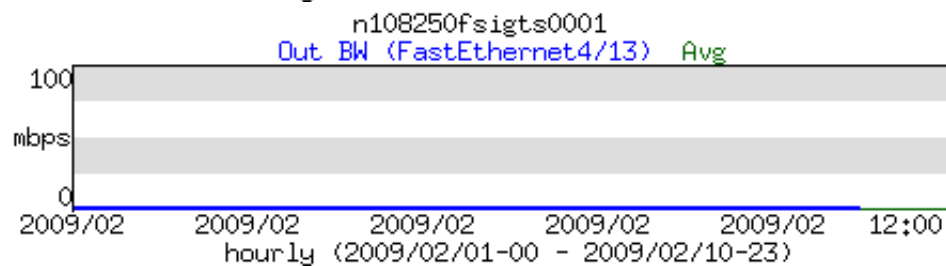 n108250fsigts0001
Out BW (FastEthernet4/13) Avg
100
mbps
0
2009/02 2009/02 2009/02 2009/02 2009/02 12:00
hourly (2009/02/01-00 - 2009/02/10-23)